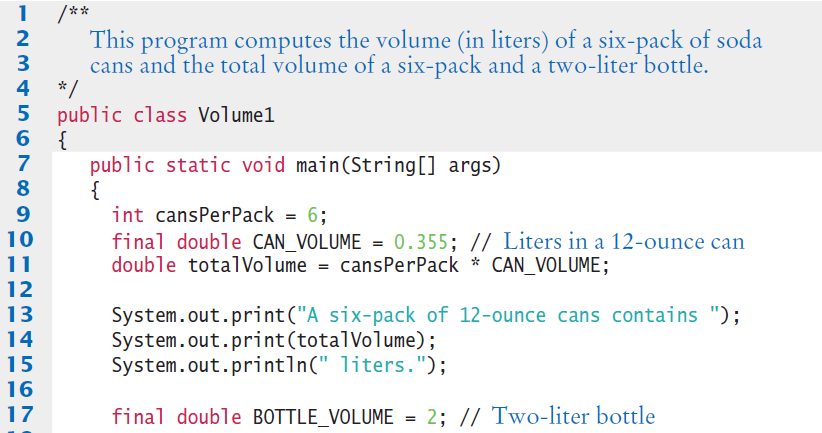 1 /**
2 This program computes the volume (in liters) of a six-pack of soda
3 cans and the total volume of a six-pack and a two-liter bottle.
4 */
5 public class Volume1
6 {
7 public static void main(String[] args)
8 {
9 int cansPerPack = 6;
10 final double CAN_VOLUME = 0.355; // Liters in a 12-ounce can
11 double totalVolume = cansPerPack * CAN_VOLUME;
12
13 System.out.print("A six-pack of 12-ounce cans contains ");
14 System.out.print(totalVolume);
15 System.out.println(" liters.");
16
17 final double BOTTLE_VOLUME = 2; // Two-liter bottle